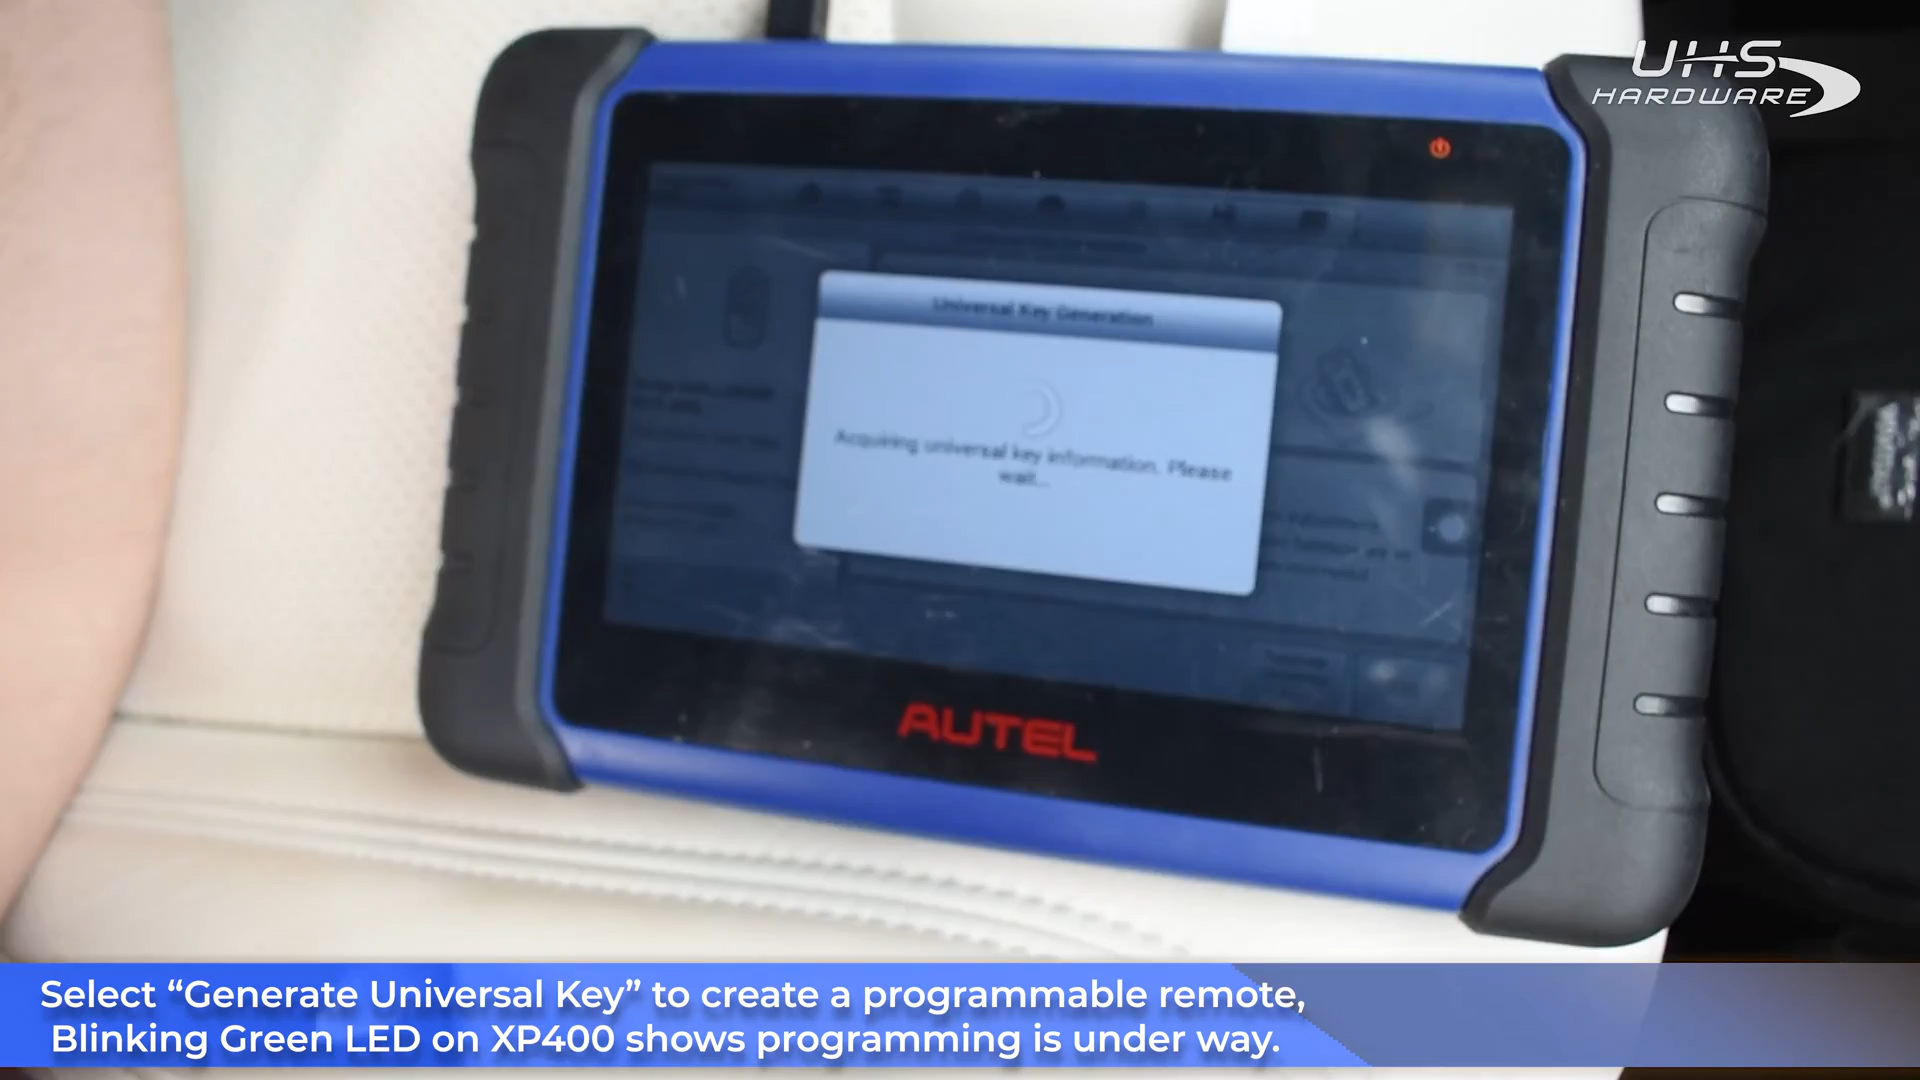 UHS
HARDWARE
Universal Key Generation
Acquiring universal key information. Please
wait...
AUTEL
Select “Generate Universal Key” to create a programmable remote,
Blinking Green LED on XP400 shows programming is under way.